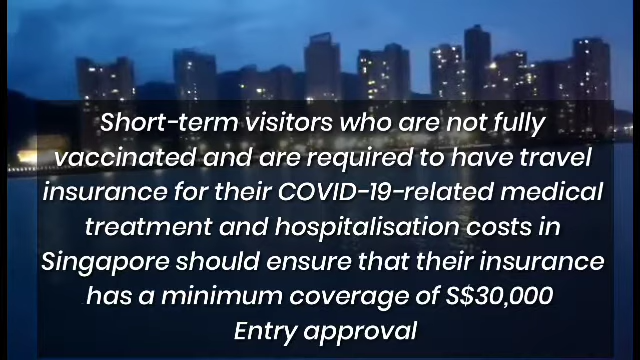 Short-term visitors who are not fully
vaccinated and are required to have travel
insurance for their COVID-19-related medical
treatment and hospitalisation costs in
Singapore should ensure that their insurance
has a minimum coverage of S$30,000
Entry approval